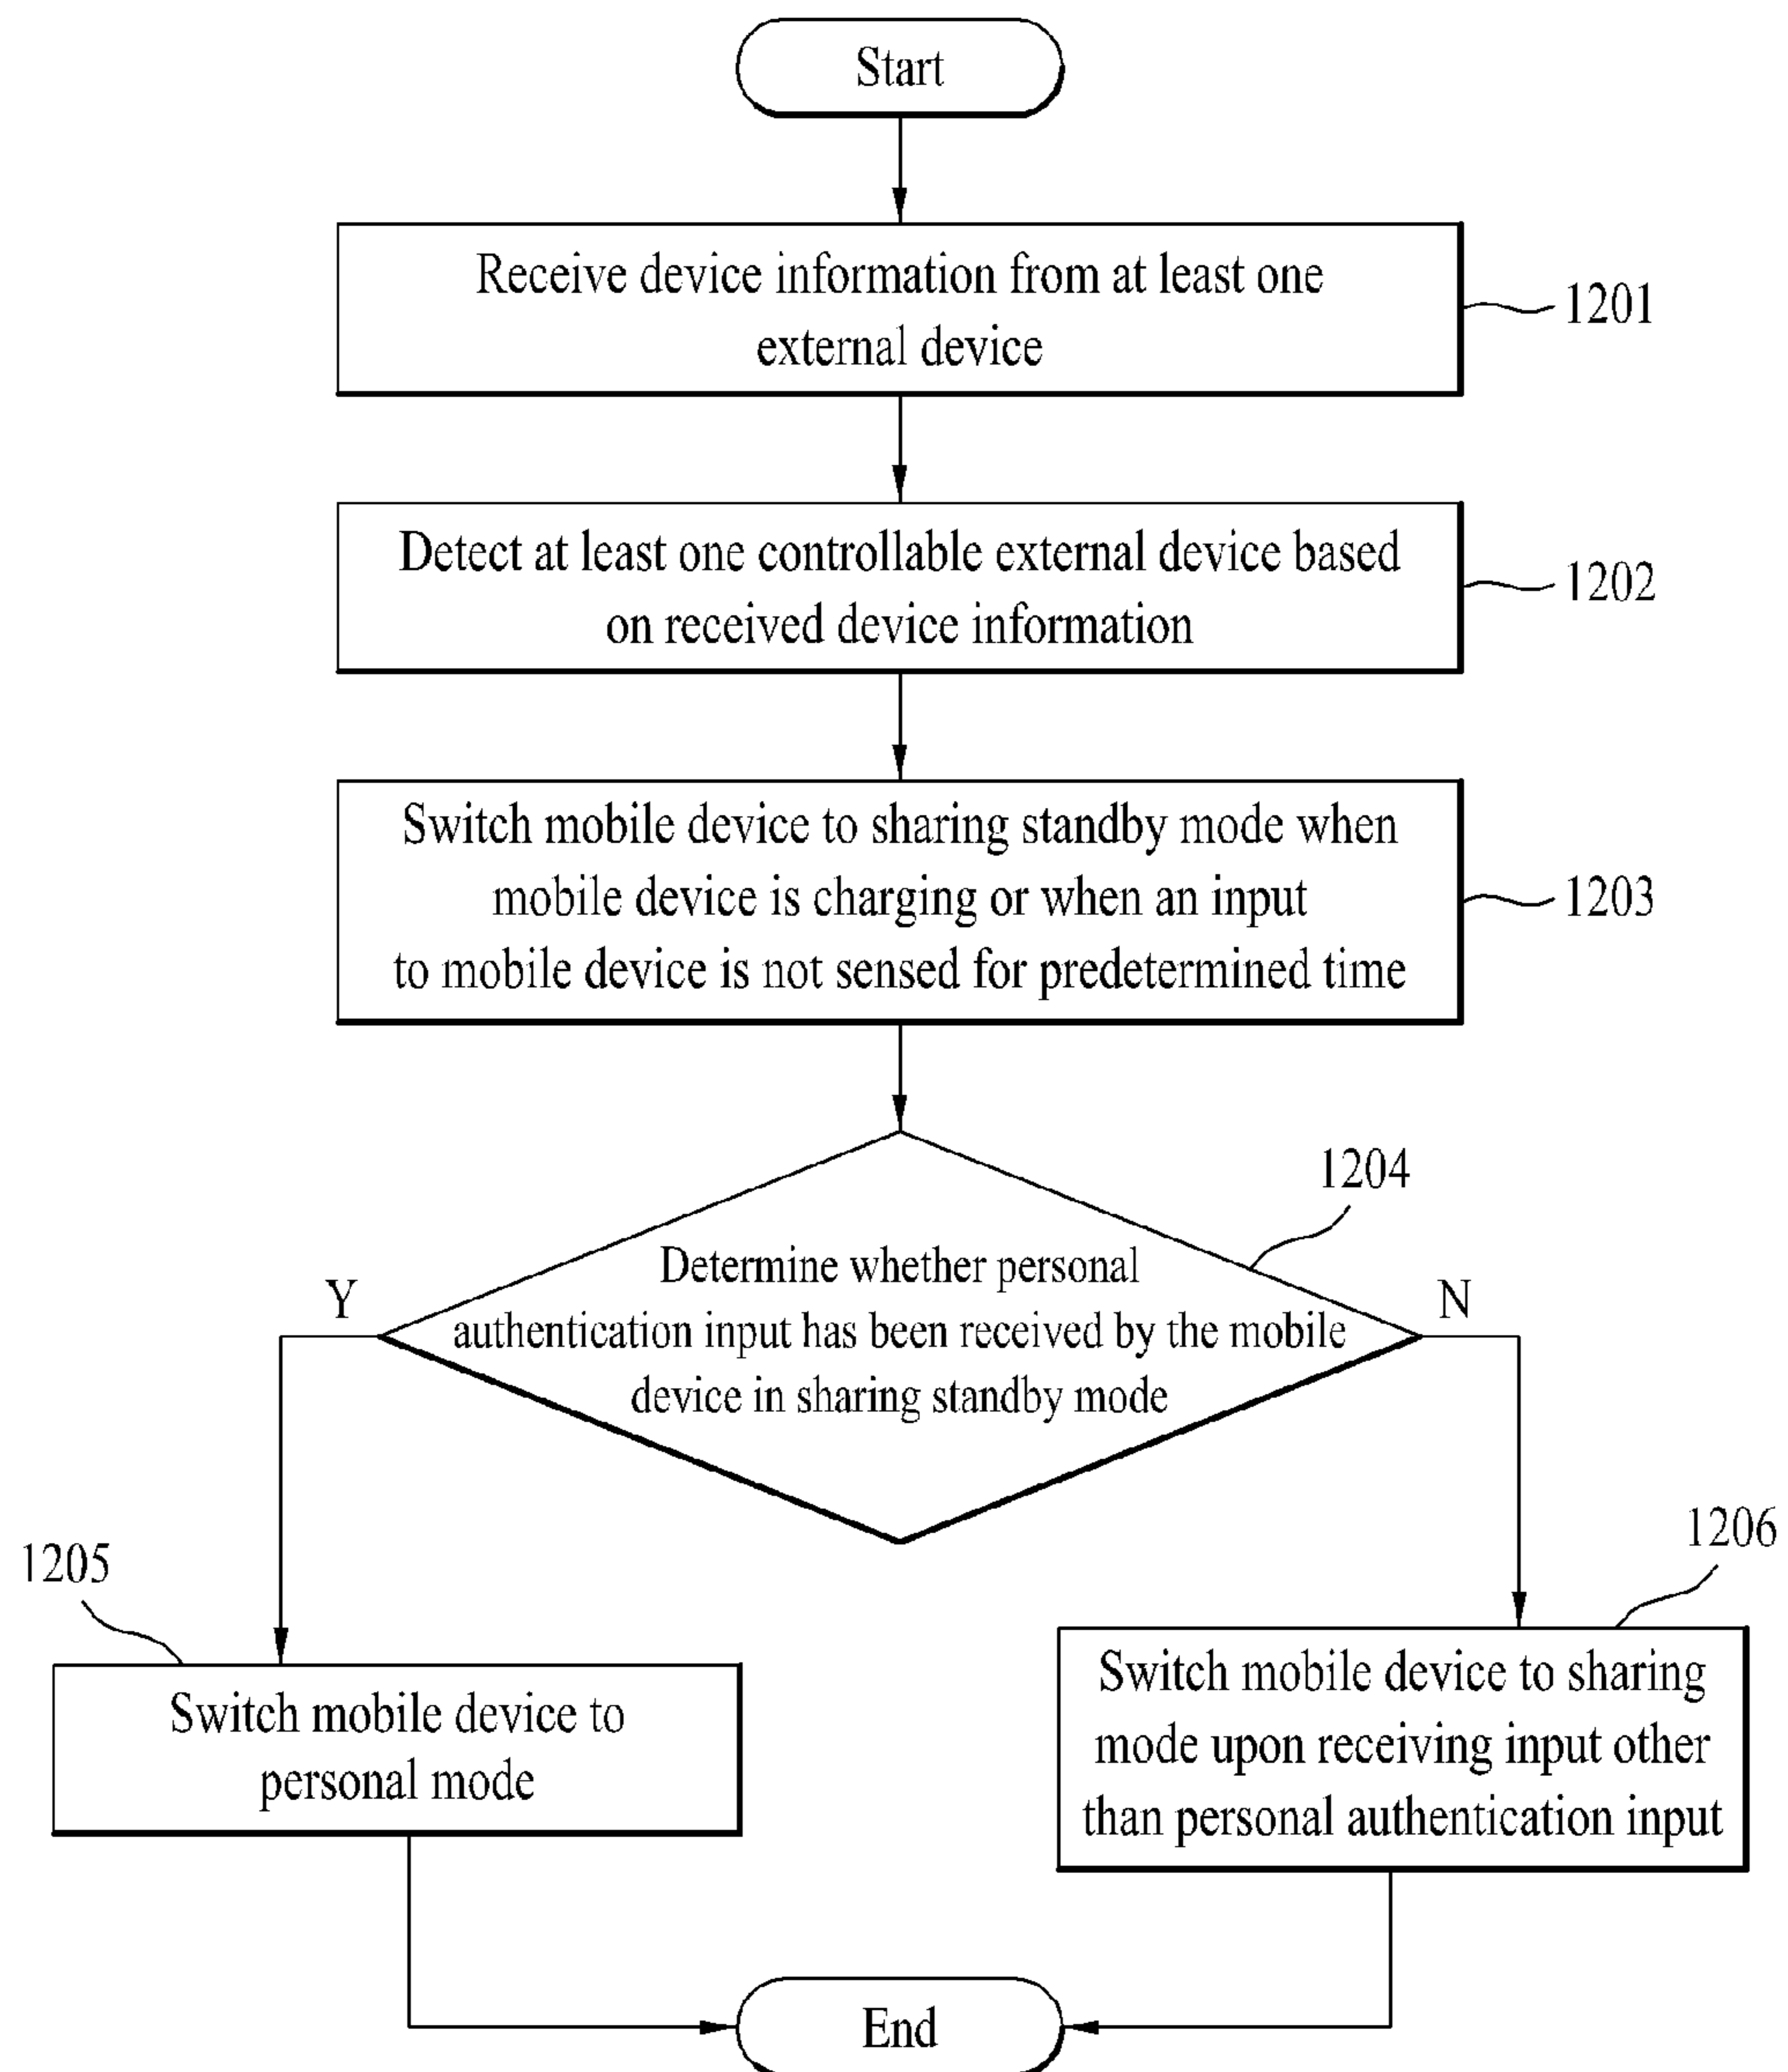 Start
Receive device information from at least one
external device
1201
Detect at least one controllable external device based
on received device information
1202
Switch mobile device to sharing standby mode when
mobile device is charging or when an input
to mobile device is not sensed for predetermined time
1203
1204
Determine whether personal
authentication input has been received by the mobile
device in sharing standby mode
Y
N
1205
Switch mobile device to
personal mode
1206
Switch mobile device to sharing
mode upon receiving input other
than personal authentication input
End